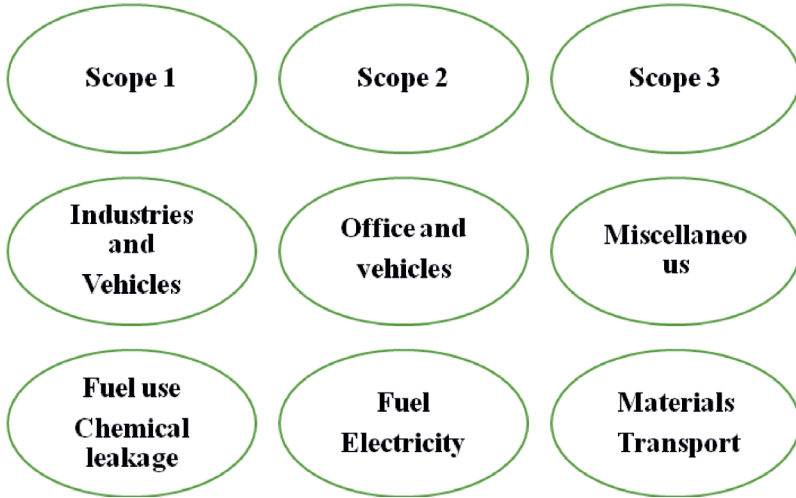 Scope 1
Scope 2
Scope 3
Industries
and
Vehicles
Office and
vehicles
Miscellaneo
us
Fuel use
Chemical
leakage
Fuel
Electricity
Materials
Transport